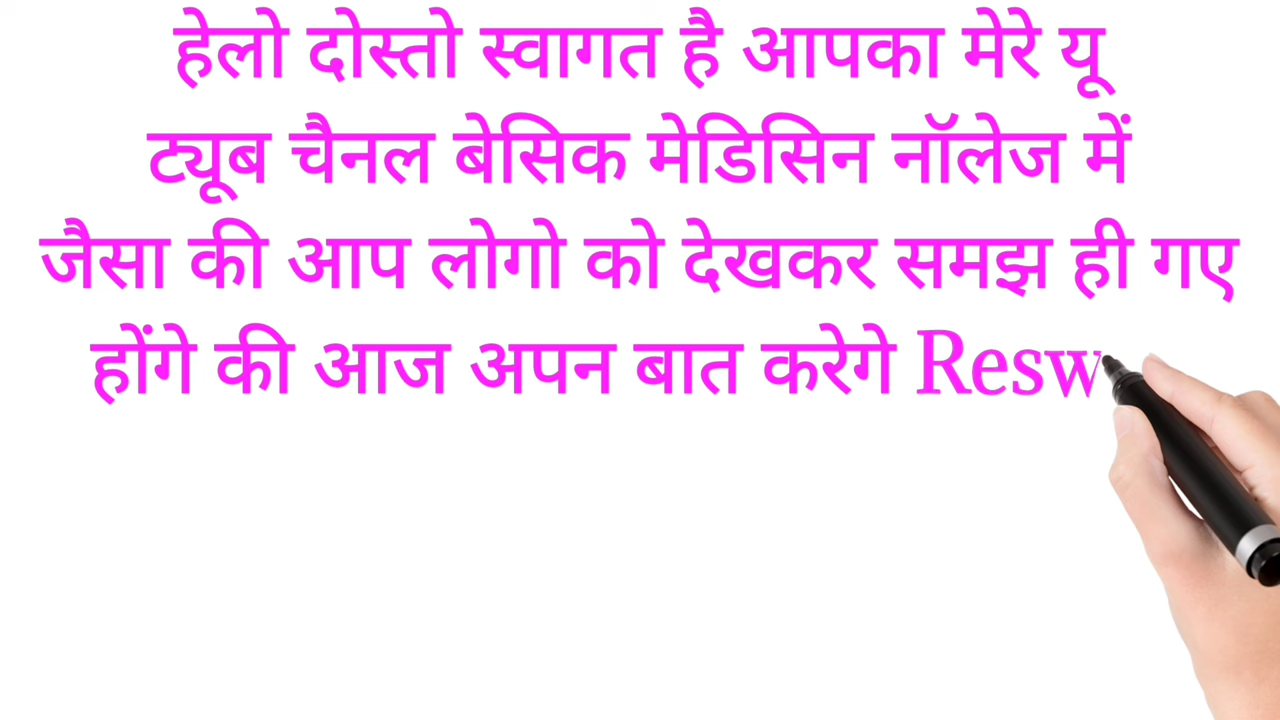 हेलो दोस्तो स्वागत है आपका मेरे यू
ट्यूब चैनल बेसिक मेडिसिन नॉलेज में
जैसा की आप लोगो को देखकर समझ ही गए
होंगे की आज अपन बात करेगे Resw